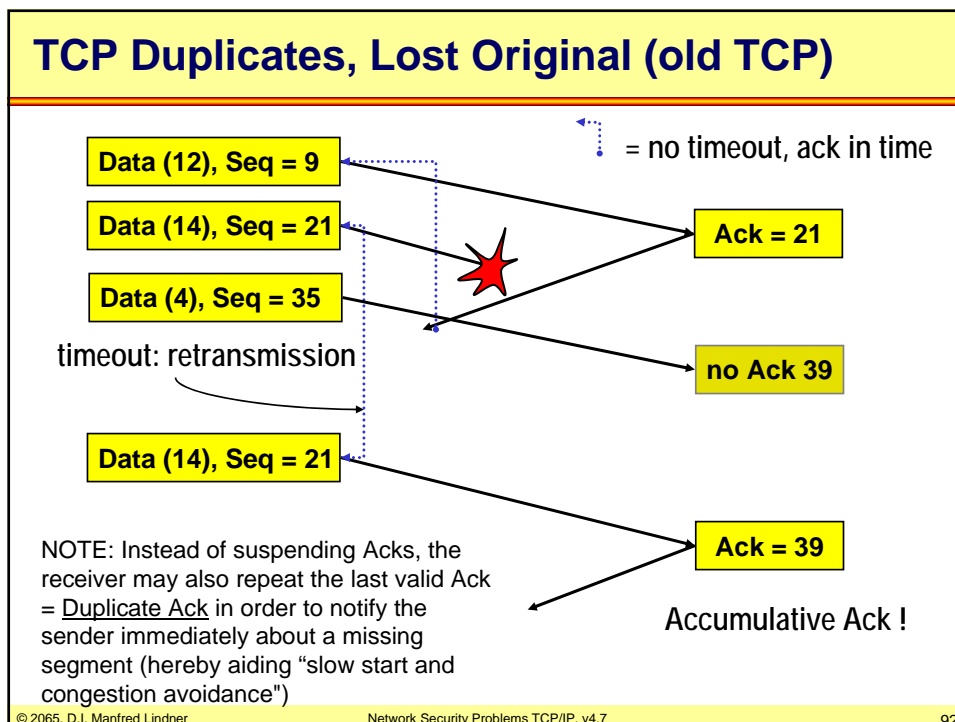 TCP Duplicates, Lost Original (old TCP)
= no timeout, ack in time
Data (12), Seq = 9
Data (14), Seq = 21
Ack = 21
Data (4), Seq = 35
timeout: retransmission
no Ack 39
Data (14), Seq = 21
Ack = 39
NOTE: Instead of suspending Acks, the
receiver may also repeat the last valid Ack
= Duplicate Ack in order to notify the
sender immediately about a missing
segment (hereby aiding “slow start and
congestion avoidance")
Accumulative Ack !
© 2065, D.I. Manfred Lindner
Network Security Problems TCP/IP, v4.7
92